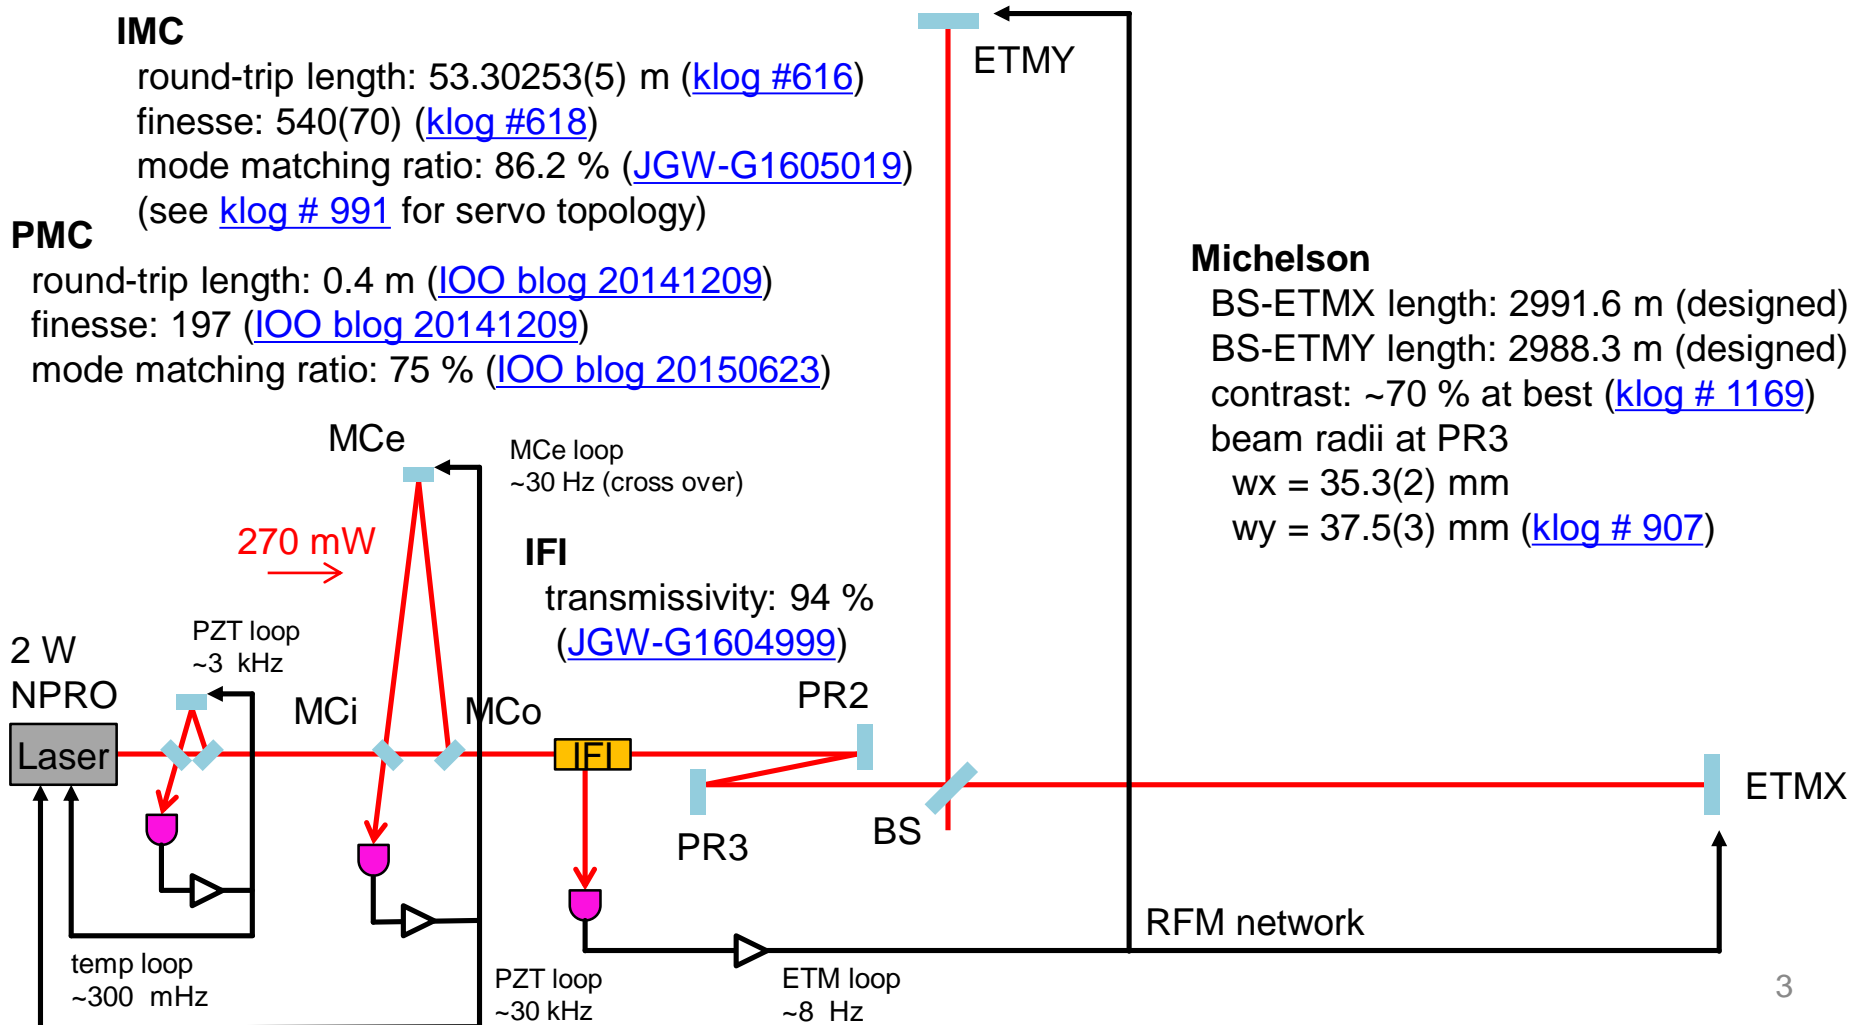 IMC
round-trip length: 53.30253(5) m (klog #616)
finesse: 540(70) (klog #618)
mode matching ratio: 86.2 % (JGW-G1605019)
(see klog # 991 for servo topology)
PMC
round-trip length: 0.4 m (IOO blog 20141209)
finesse: 197 (IOO blog 20141209)
mode matching ratio: 75 % (IOO blog 20150623)
ETMY
Michelson
BS-ETMX length: 2991.6 m (designed)
BS-ETMY length: 2988.3 m (designed)
contrast: ~70 % at best (klog # 1169)
beam radii at PR3
wx = 35.3(2) mm
wy = 37.5(3) mm (klog # 907)
MCe
MCe loop
~30 Hz (cross over)
270 mW
IFI
transmissivity: 94 %
(JGW-G1604999)
2 W
NPRO
Laser
PZT loop
~3 kHz
MCi
MCo
IFI
PR2
PR3
BS
ETMX
RFM network
temp loop
~300 mHz
PZT loop
~30 kHz
ETM loop
~8 Hz
3